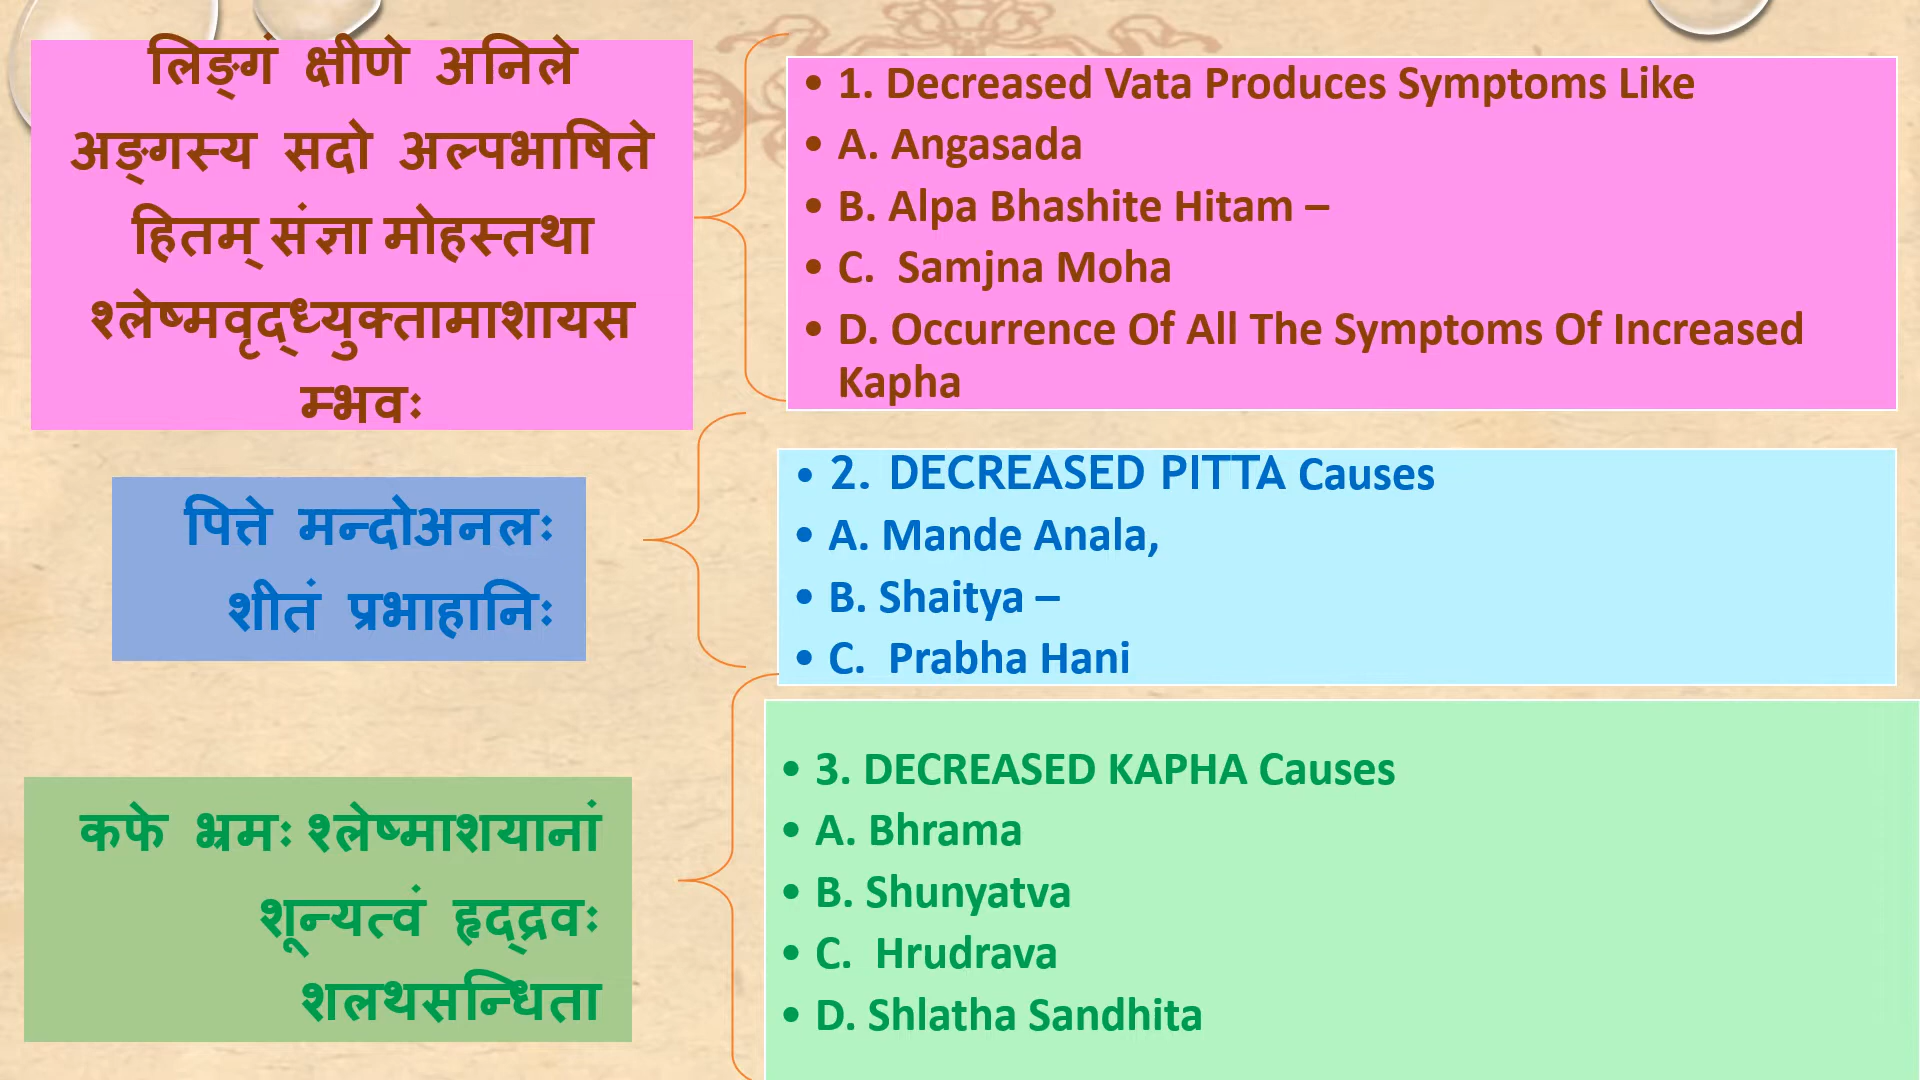 लिङ्गं क्षीणे अनिले
अङ्गस्य सदो अल्पभाषिते
हितम् संज्ञा मोहस्तथा
श्लेष्मवृद्ध्युक्तामाशायस
म्भवः
• 1. Decreased Vata Produces Symptoms Like
• A. Angasada
• B. Alpa Bhashite Hitam –
• C. Samjna Moha
• D. Occurrence Of All The Symptoms Of Increased
Kapha
पित्ते मन्दोअनलः
शीतं प्रभाहानिः
• 2. DECREASED PITTA Causes
• A. Mande Anala,
• B. Shaitya –
• C. Prabha Hani
कफे भ्रमः श्लेष्माशयानां
शून्यत्वं हृद्द्रवः
शलथसन्धिता
• 3. DECREASED KAPHA Causes
• A. Bhrama
• B. Shunyatva
• C. Hrudrava
• D. Shlatha Sandhita